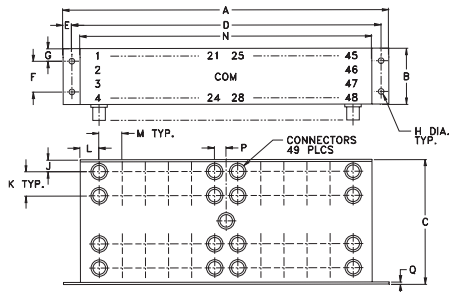 A
D
E
N
G
1 21 25 45
2 46
F
COM
B
3 47
4 24 28 48
H DIA.
TYP.
M TYP.
L
P
CONNECTORS
49 PLCS
J
K TYP.
C
Q